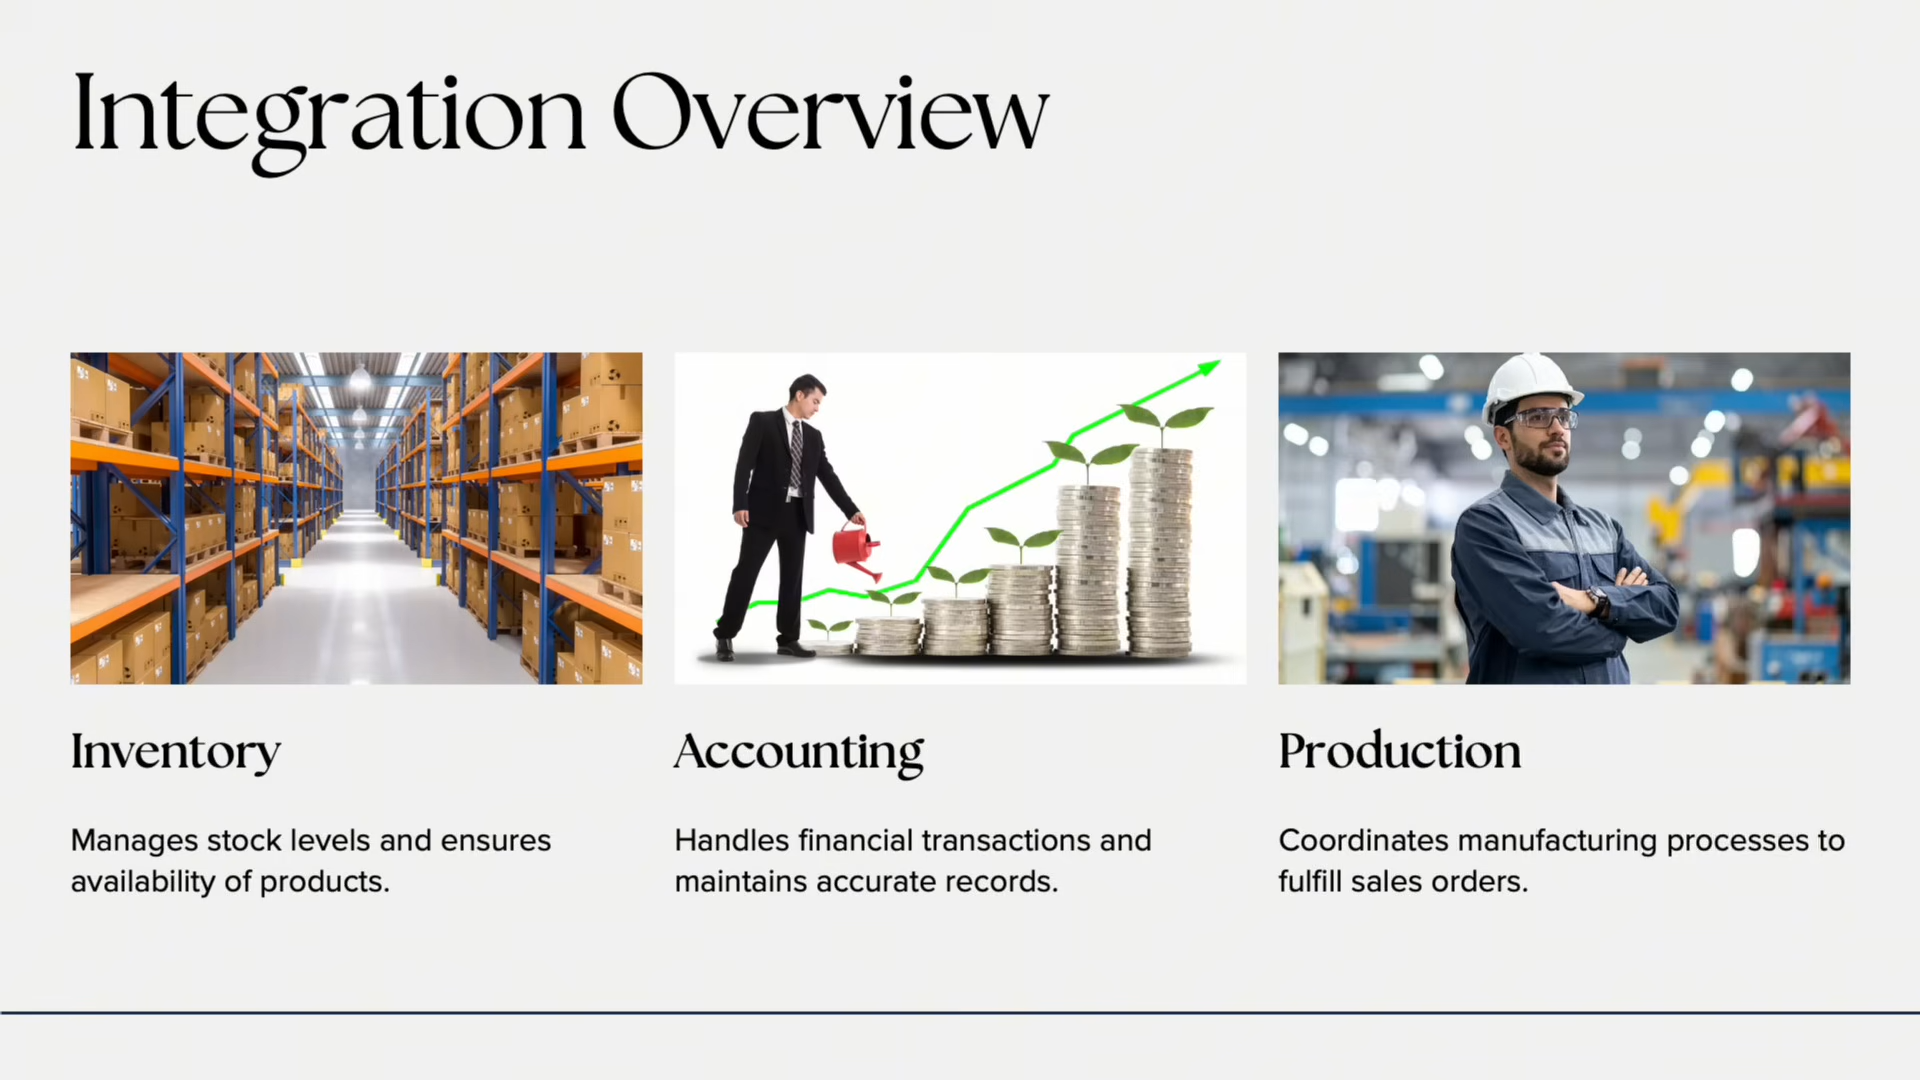 Integration Overview
Inventory
Manages stock levels and ensures
availability of products.
Accounting
Handles financial transactions and
maintains accurate records.
Production
Coordinates manufacturing processes to
fulfill sales orders.